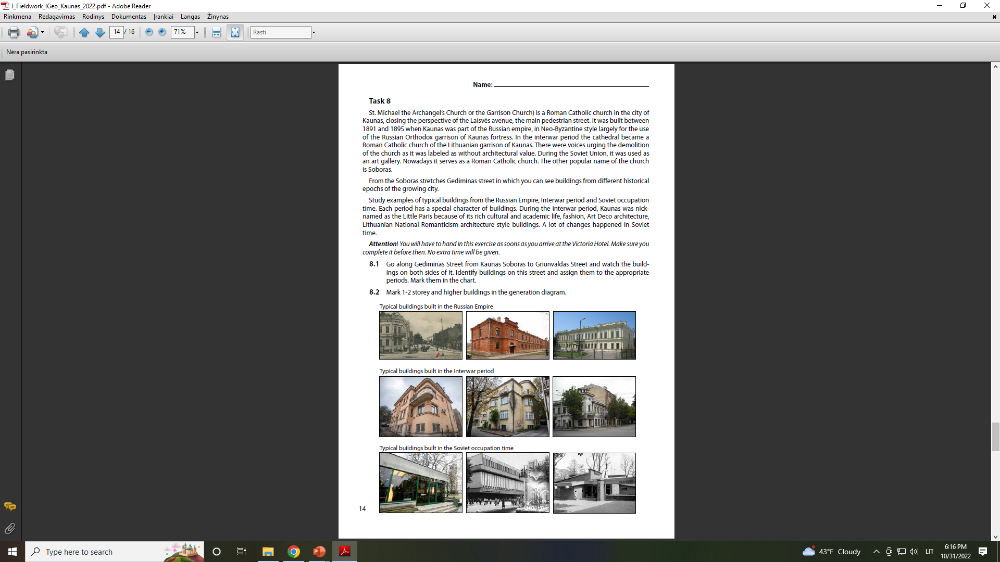 I_Fieldwork_IGeo_Kaunas_2022.pdf - Adobe Reader
Rinkmena Redagavimas Rodinys Dokumentas Įrankiai Langas Žinynas
14 / 16 71% Rasti
Nėra pasirinkta
Name:
Task 8
St. Michael the Archangel's Church or the Garrison Church) is a Roman Catholic church in the city of
Kaunas, closing the perspective of the Laisvės avenue, the main pedestrian street. It was built between
1891 and 1895 when Kaunas was part of the Russian empire, in Neo-Byzantine style largely for the use
of the Russian Orthodox garrison of Kaunas fortress. In the interwar period the cathedral became a
Roman Catholic church of the Lithuanian garrison of Kaunas. There were voices urging the demolition
of the church as it was labeled as without architectural value. During the Soviet Union, it was used as
an art gallery. Nowadays it serves as a Roman Catholic church. The other popular name of the church
is Soboras.
From the Soboras stretches Gediminas street in which you can see buildings from different historical
epochs of the growing city.
Study examples of typical buildings from the Russian Empire, Interwar period and Soviet occupation
time. Each period has a special character of buildings. During the interwar period, Kaunas was nick-
named as the Little Paris because of its rich cultural and academic life, fashion, Art Deco architecture,
Lithuanian National Romanticism architecture style buildings. A lot of changes happened in Soviet
time.
Attention! You will have to hand in this exercise as soons as you arrive at the Victoria Hotel. Make sure you
complete it before then. No extra time will be given.
8.1 Go along Gediminas Street from Kaunas Soboras to Griunvaldas Street and watch the build-
ings on both sides of it. Identify buildings on this street and assign them to the appropriate
periods. Mark them in the chart.
8.2 Mark 1-2 storey and higher buildings in the generation diagram.
Typical buildings built in the Russian Empire
Typical buildings built in the Interwar period
Typical buildings built in the Soviet occupation time
KNYGOS
14
Type here to search
43°F Cloudy
LIT
6:16 PM
10/31/2022